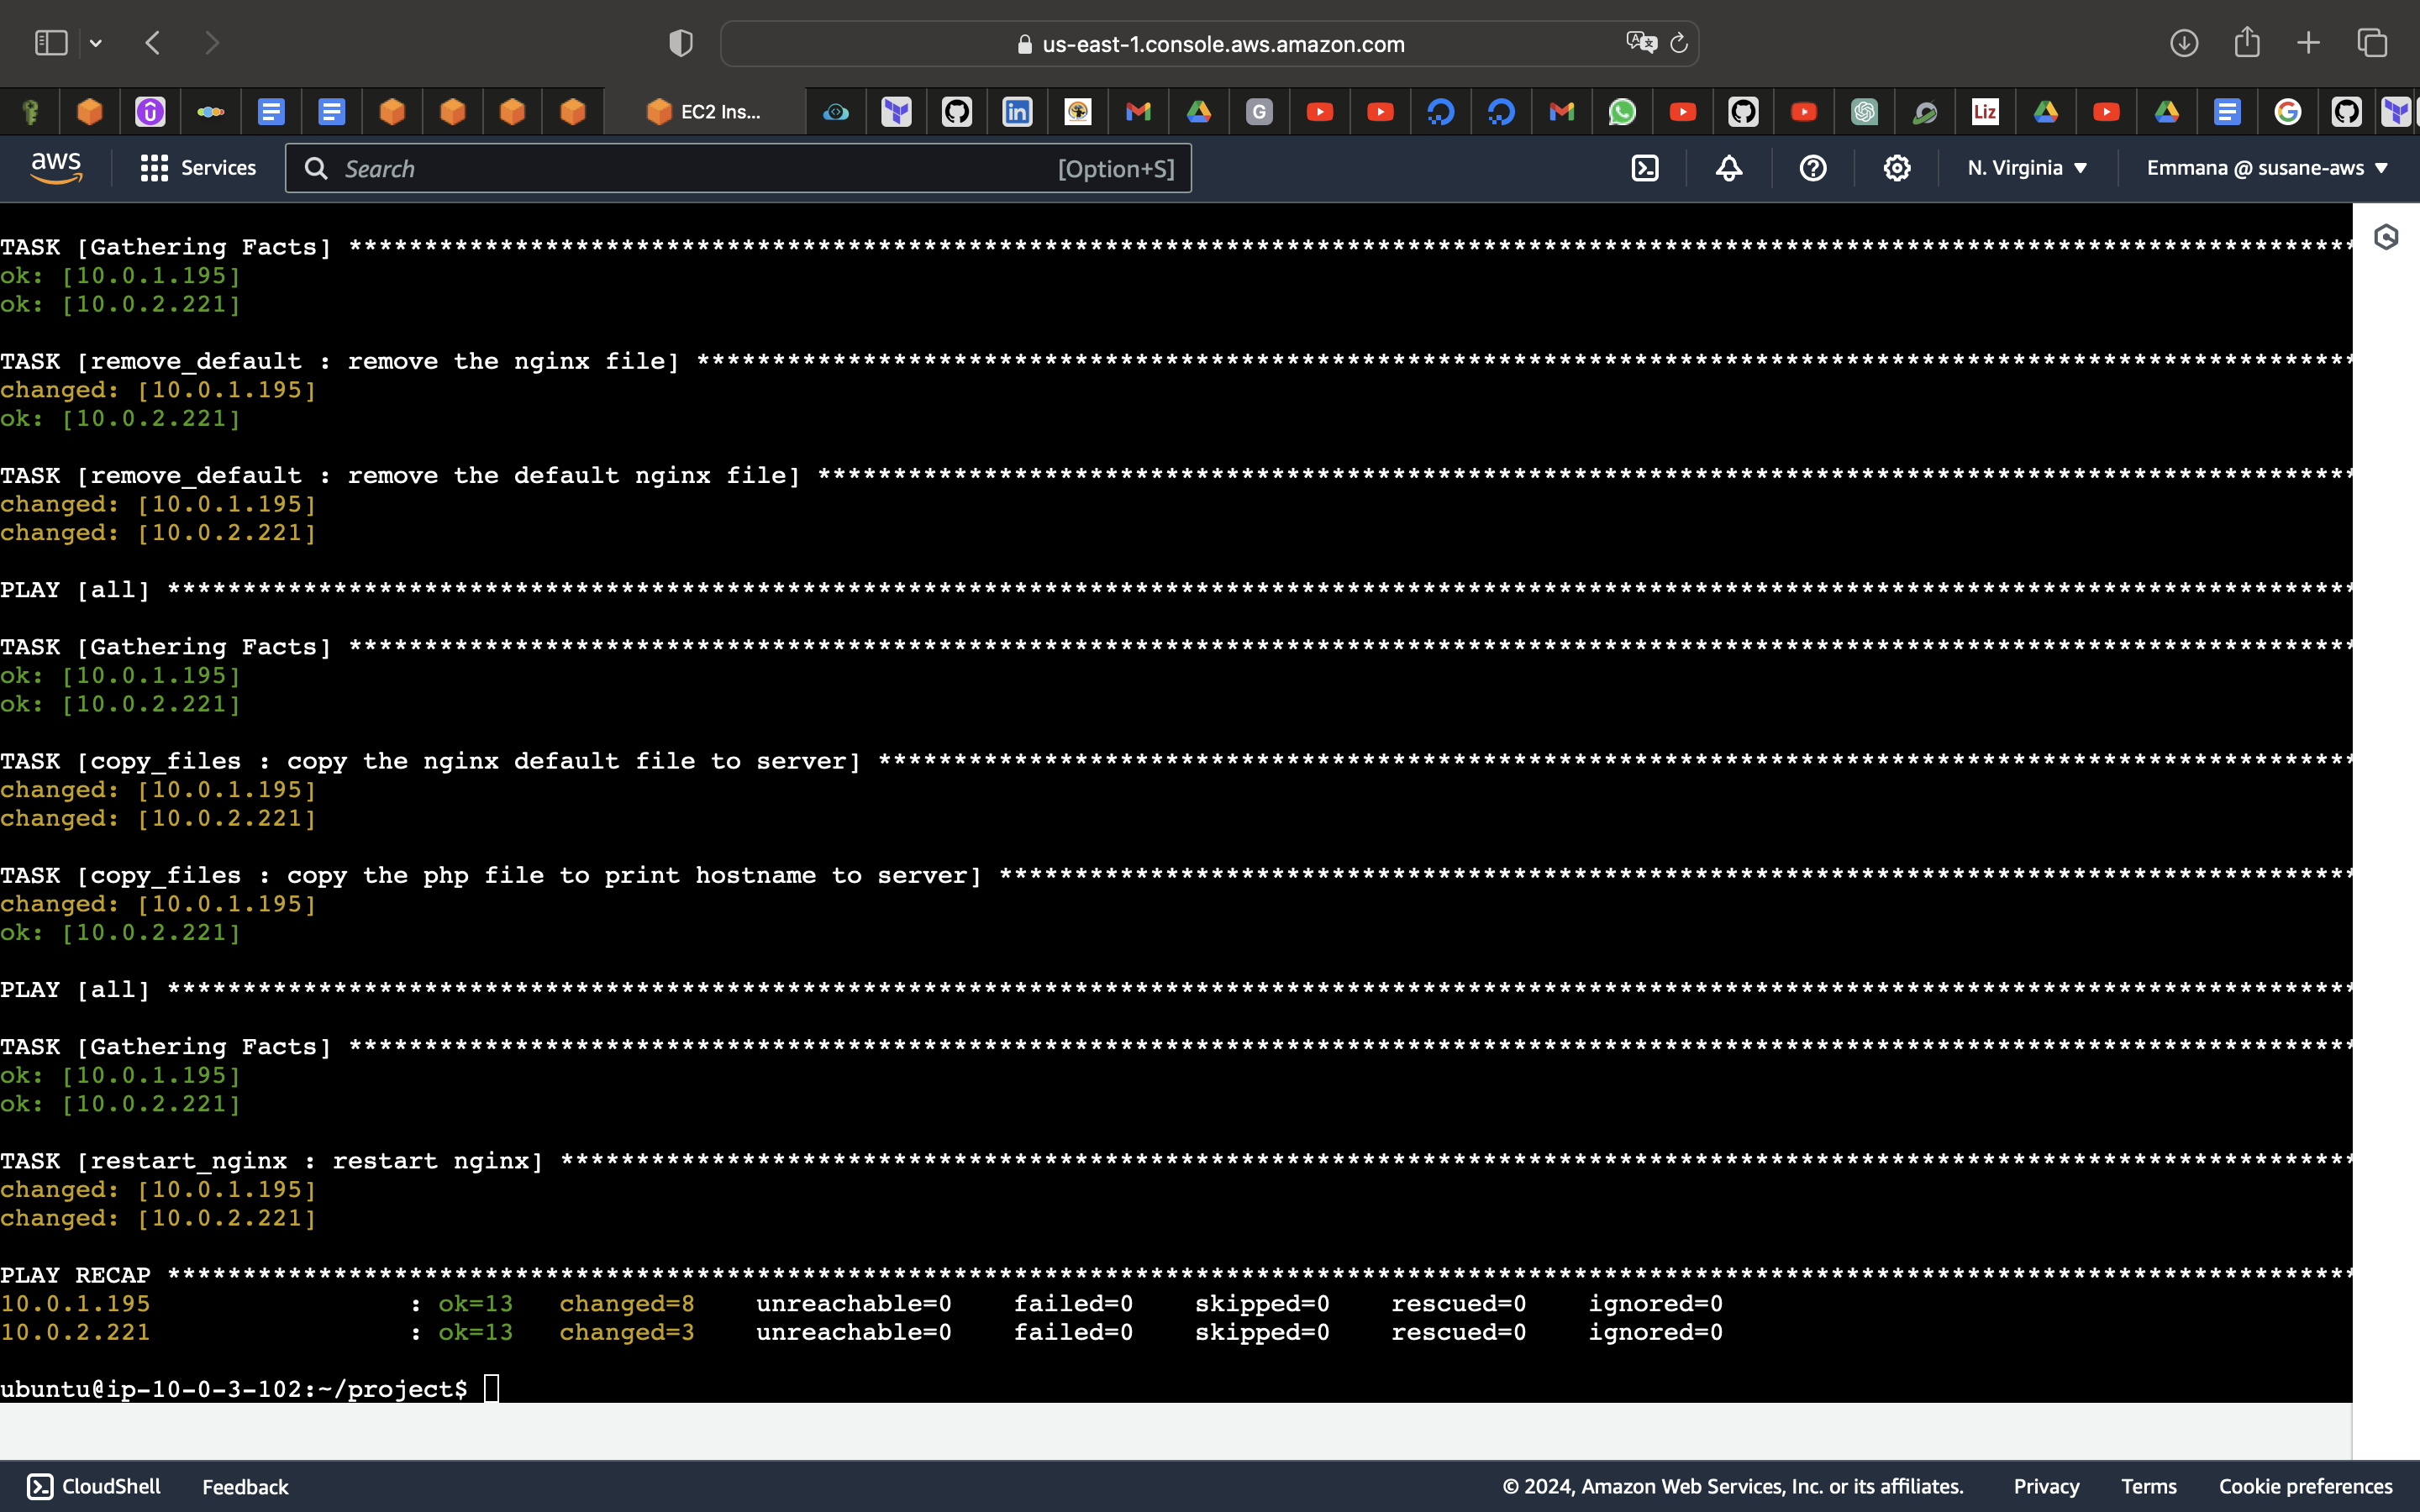 us-east-1.console.aws.amazon.com
G
EC2 Ins...
in
G
Liz
G
aws
Services
Search
[Option+S]
N. Virginia
Emmana @ susane-aws
TASK [Gathering Facts] ************************************************************************************************************************************
ok: [10.0.1.195]
ok: [10.0.2.221]
TASK [remove_default : remove the nginx file] *************************************************************************************************************
changed: [10.0.1.195]
ok: [10.0.2.221]
TASK [remove_default : remove the default nginx file] *****************************************************************************************************
changed: [10.0.1.195]
changed: [10.0.2.221]
PLAY [all] ************************************************************************************************************************************************
TASK [Gathering Facts] ************************************************************************************************************************************
ok: [10.0.1.195]
ok: [10.0.2.221]
TASK [copy_files : copy the nginx default file to server] *************************************************************************************************
changed: [10.0.1.195]
changed: [10.0.2.221]
TASK [copy_files : copy the php file to print hostname to server] *****************************************************************************************
changed: [10.0.1.195]
ok: [10.0.2.221]
PLAY [all] ************************************************************************************************************************************************
TASK [Gathering Facts] ************************************************************************************************************************************
ok: [10.0.1.195]
ok: [10.0.2.221]
TASK [restart_nginx : restart nginx] **********************************************************************************************************************
changed: [10.0.1.195]
changed: [10.0.2.221]
PLAY RECAP ************************************************************************************************************************************************
10.0.1.195 : ok=13 changed=8 unreachable=0 failed=0 skipped=0 rescued=0 ignored=0
10.0.2.221 : ok=13 changed=3 unreachable=0 failed=0 skipped=0 rescued=0 ignored=0
ubuntu@ip-10-0-3-102:~/project$
CloudShell
Feedback
© 2024, Amazon Web Services, Inc. or its affiliates.
Privacy
Terms
Cookie preferences